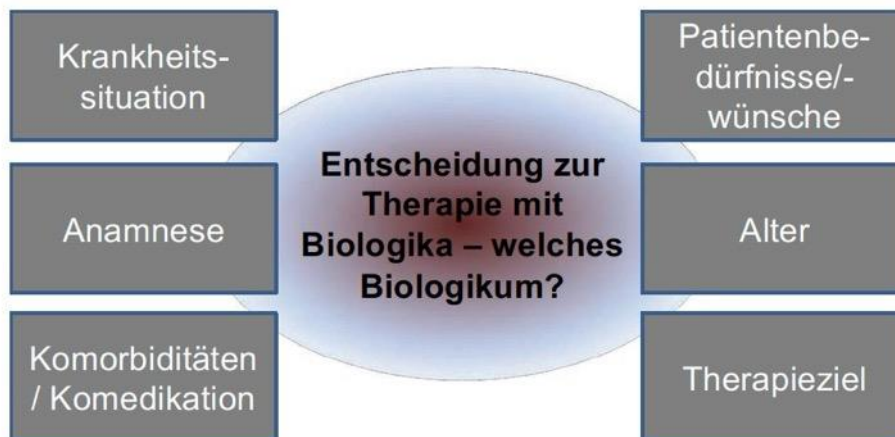 Krankheits-
situation
Anamnese
Komorbiditäten
/ Komedikation
Entscheidung zur
Therapie mit
Biologika – welches
Biologikum?
Patientenbe-
dürfnisse/-
wünsche
Alter
Therapieziel